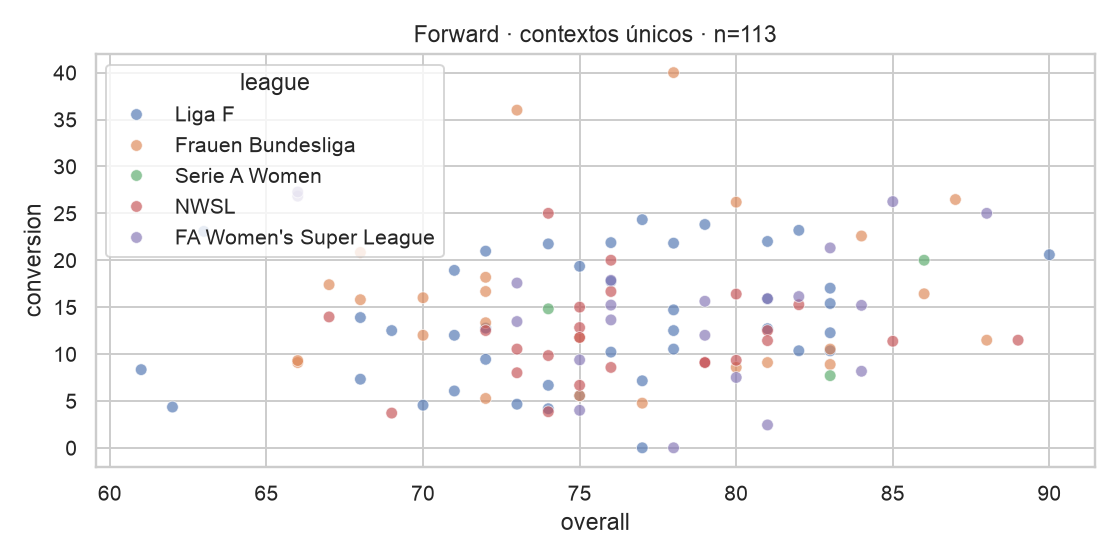 Forward · contextos únicos · n=113
conversion
40
35
30
25
20
15
10
5
0
league
Liga F
Frauen Bundesliga
Serie A Women
NWSL
FA Women's Super League
60 65 70 75 80 85 90
overall